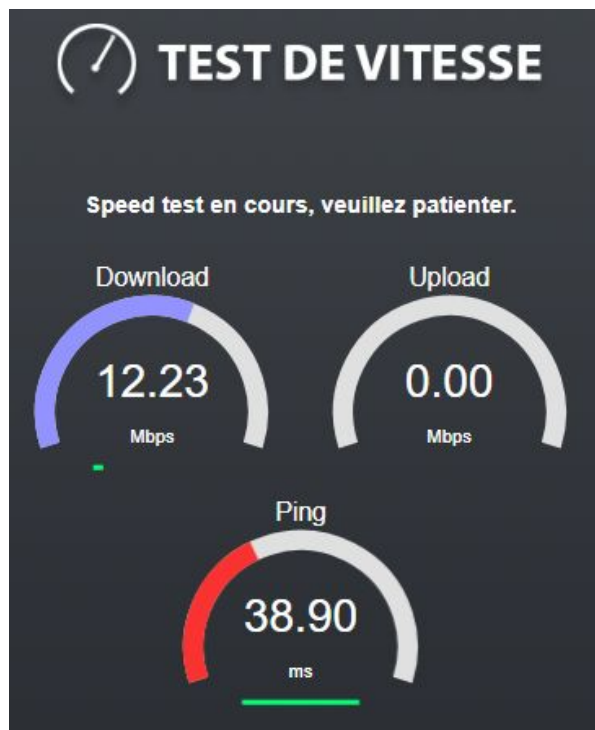 TEST DE VITESSE
Speed test en cours, veuillez patienter.
Download
12.23
Mbps
Upload
0.00
Mbps
Ping
38.90
ms